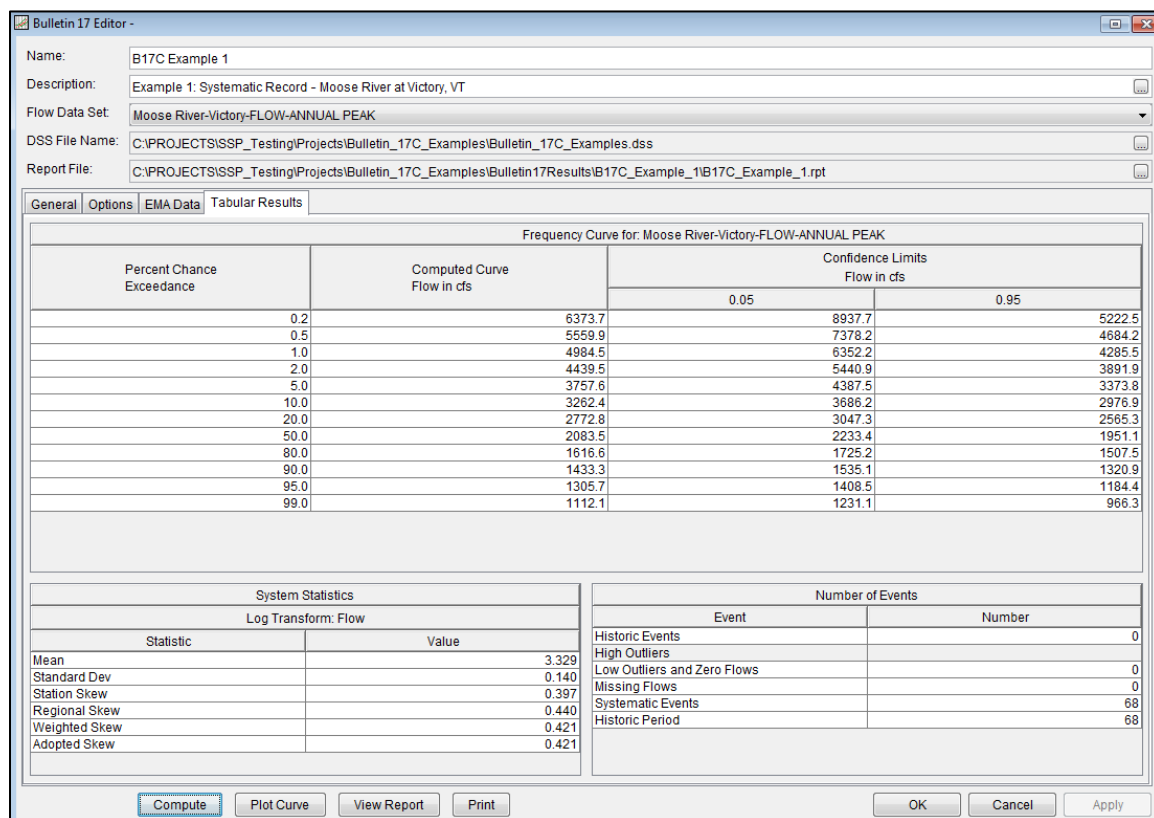 Bulletin 17 Editor -
Name: B17C Example 1
Description: Example 1: Systematic Record - Moose River at Victory, VT ...
Flow Data Set: Moose River-Victory-FLOW-ANNUAL PEAK
DSS File Name: C:\PROJECTS\SSP_Testing\Projects\Bulletin_17C_Examples\Bulletin_17C_Examples.dss ...
Report File: C:\PROJECTS\SSP_Testing\Projects\Bulletin_17C_Examples\Bulletin17Results\B17C_Example_1\B17C_Example_1.rpt ...
General Options EMA Data Tabular Results
Frequency Curve for: Moose River-Victory-FLOW-ANNUAL PEAK
Percent Chance Exceedance Computed Curve Flow in cfs Confidence Limits Flow in cfs
0.05 0.95
0.2 6373.7 8937.7 5222.5
0.5 5559.9 7378.2 4684.2
1.0 4984.5 6352.2 4285.5
2.0 4439.5 5440.9 3891.9
5.0 3757.6 4387.5 3373.8
10.0 3262.4 3686.2 2976.9
20.0 2772.8 3047.3 2565.3
50.0 2083.5 2233.4 1951.1
80.0 1616.6 1725.2 1507.5
90.0 1433.3 1535.1 1320.9
95.0 1305.7 1408.5 1184.4
99.0 1112.1 1231.1 966.3
System Statistics
Log Transform: Flow
Statistic Value
Mean 3.329
Standard Dev 0.140
Station Skew 0.397
Regional Skew 0.440
Weighted Skew 0.421
Adopted Skew 0.421
Number of Events
Event Number
Historic Events 0
High Outliers
Low Outliers and Zero Flows 0
Missing Flows 0
Systematic Events 68
Historic Period 68
Compute Plot Curve View Report Print OK Cancel Apply